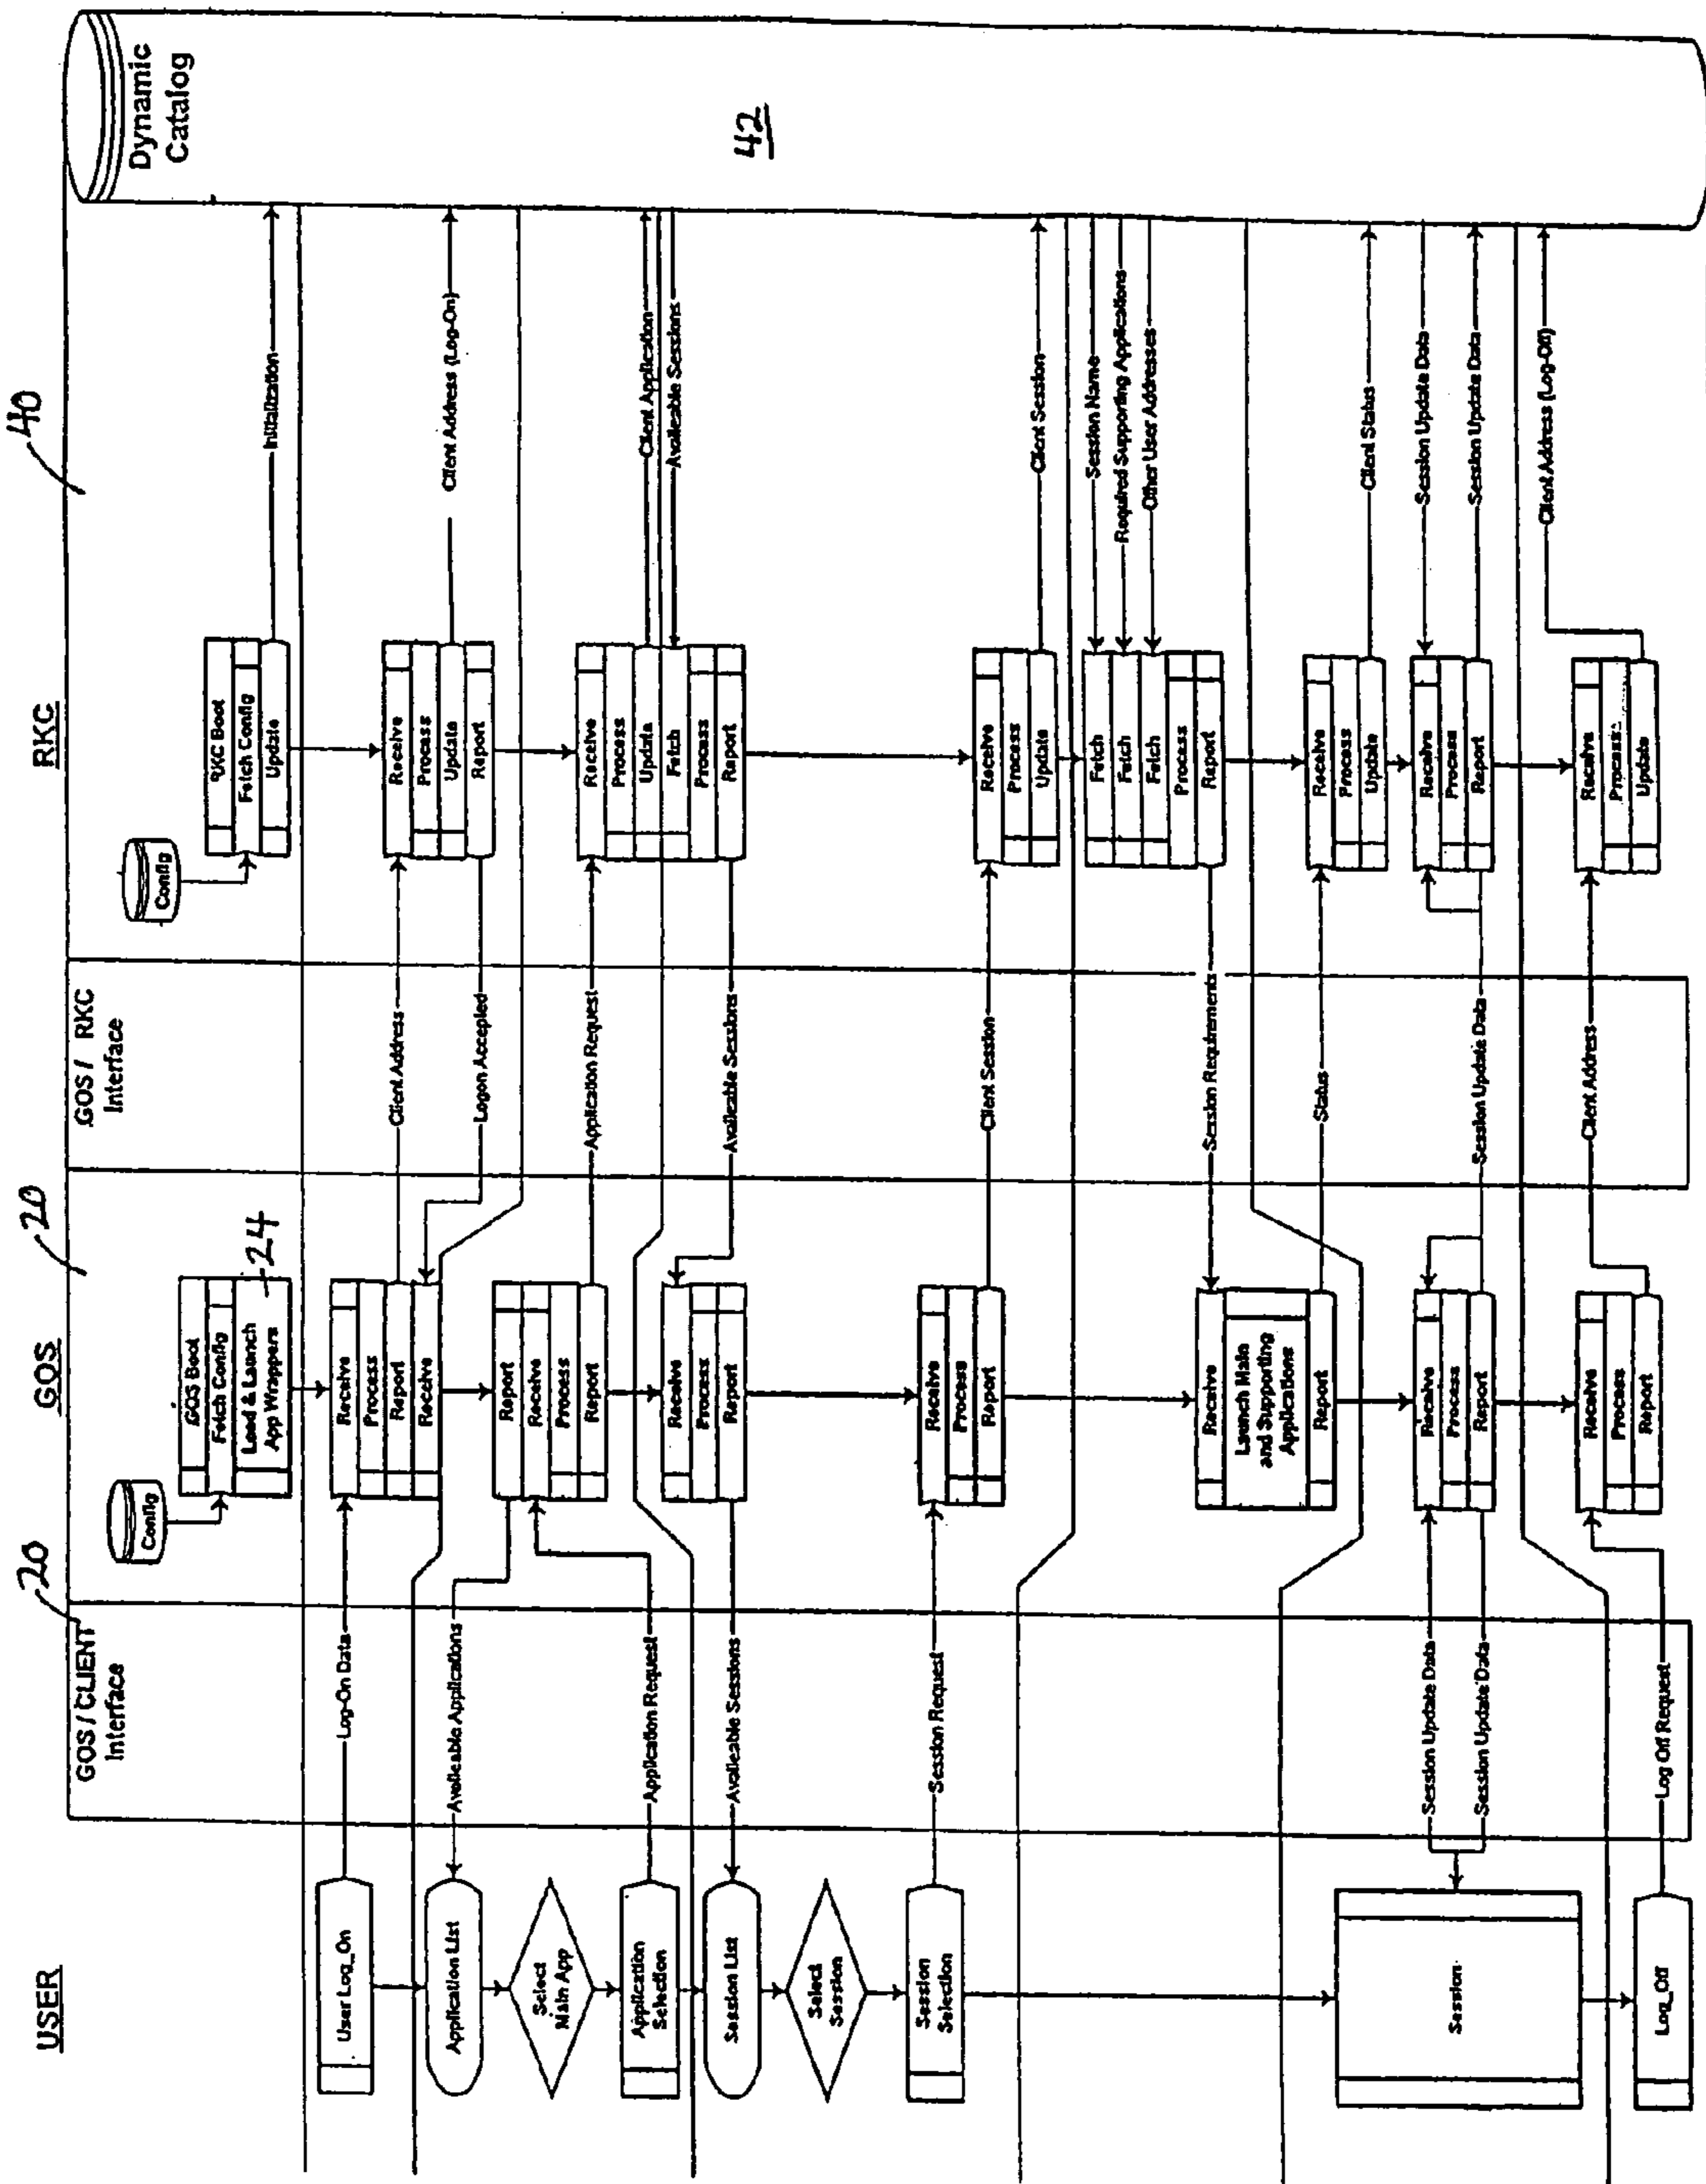 USER
GOS / CLIENT
Interface
20
GOS
20
GOS / RKC
Interface
RKC
40
Dynamic
Catalog
42
Config
GOS Boot
Fetch Config
Load & Launch
App Wrappers
24
Config
RKC Boot
Fetch Config
Update
Initialization
User Log_On
Log-On Data
Receive
Process
Report
Receive
Client Address
Logon Accepted
Receive
Process
Update
Report
Client Address (Log-On)
Application List
Available Applications
Select
Main App
Application
Selection
Application Request
Report
Receive
Process
Report
Application Request
Receive
Process
Update
Fetch
Process
Report
Client Application
Availeable Sessions
Session List
Availeable Sessions
Receive
Process
Report
Availeable Sessions
Select
Session
Session
Selection
Session Request
Receive
Process
Report
Client Session
Receive
Process
Update
Client Session
Fetch
Fetch
Fetch
Process
Report
Session Name
Required Supporting Applications
Other User Addresses
Session Requirements
Receive
Launch Main
and Supporting
Applications
Report
Status
Receive
Process
Update
Client Status
Session
Session Update Data
Session Update Data
Receive
Process
Report
Session Update Data
Receive
Process
Report
Session Update Data
Session Update Data
Log_Off
Log Off Request
Receive
Process
Report
Client Address
Receive
Process
Update
Client Address (Log-Off)